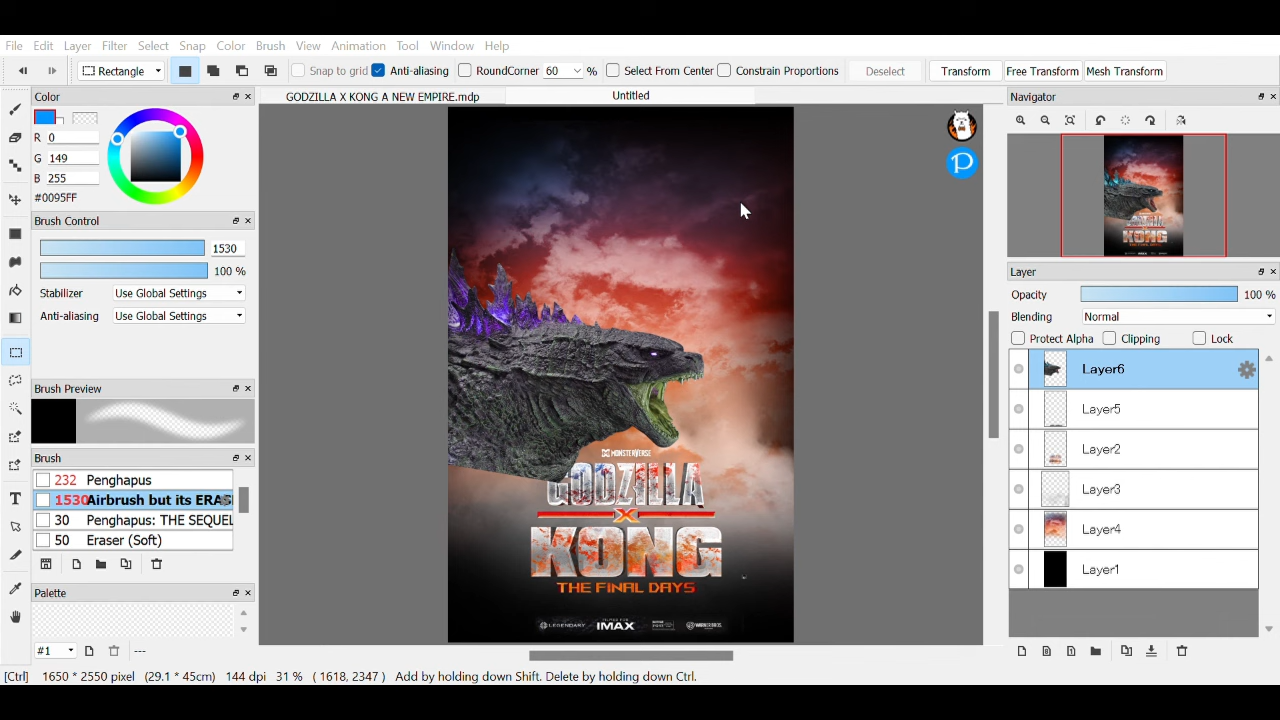 File Edit Layer Filter Select Snap Color Brush View Animation Tool Window Help
Rectangle Snap to grid Anti-aliasing RoundCorner 60 % Select From Center Constrain Proportions Deselect Transform Free Transform Mesh Transform
Color
R 0
G 149
B 255
#0095FF
Brush Control
1530
100 %
Stabilizer Use Global Settings
Anti-aliasing Use Global Settings
Brush Preview
Brush
232 Penghapus
1530 Airbrush but its ERAS
30 Penghapus: THE SEQUEL
50 Eraser (Soft)
Palette
#1 ---
GODZILLA X KONG A NEW EMPIRE.mdp Untitled
MONSTERVERSE
GODZILLA
X
KONG
THE FINAL DAYS
LEGENDARY IMAX WARNER BROS.
Navigator
Layer
Opacity 100 %
Blending Normal
Protect Alpha Clipping Lock
Layer6
Layer5
Layer2
Layer3
Layer4
Layer1
[Ctrl] 1650 * 2550 pixel (29.1 * 45cm) 144 dpi 31 % ( 1618, 2347 ) Add by holding down Shift. Delete by holding down Ctrl.